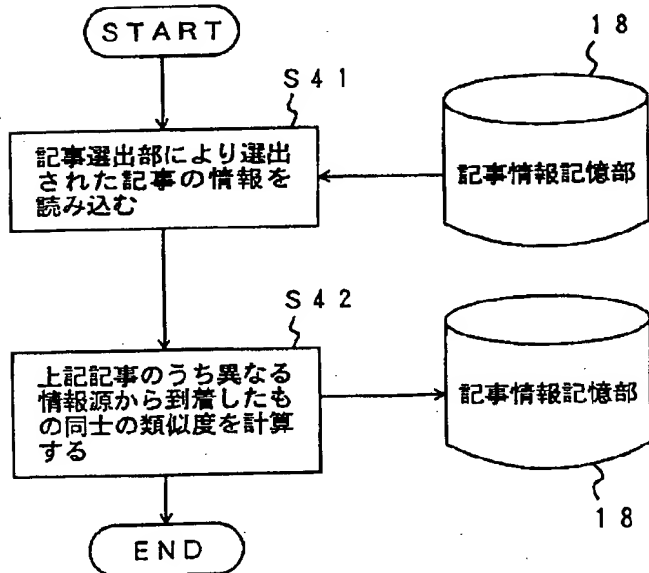 START
18
S41
記事選出部により選出
された記事の情報を
読み込む
記事情報記憶部
S42
上記記事のうち異なる
情報源から到着したも
の同士の類似度を計算
する
記事情報記憶部
18
END